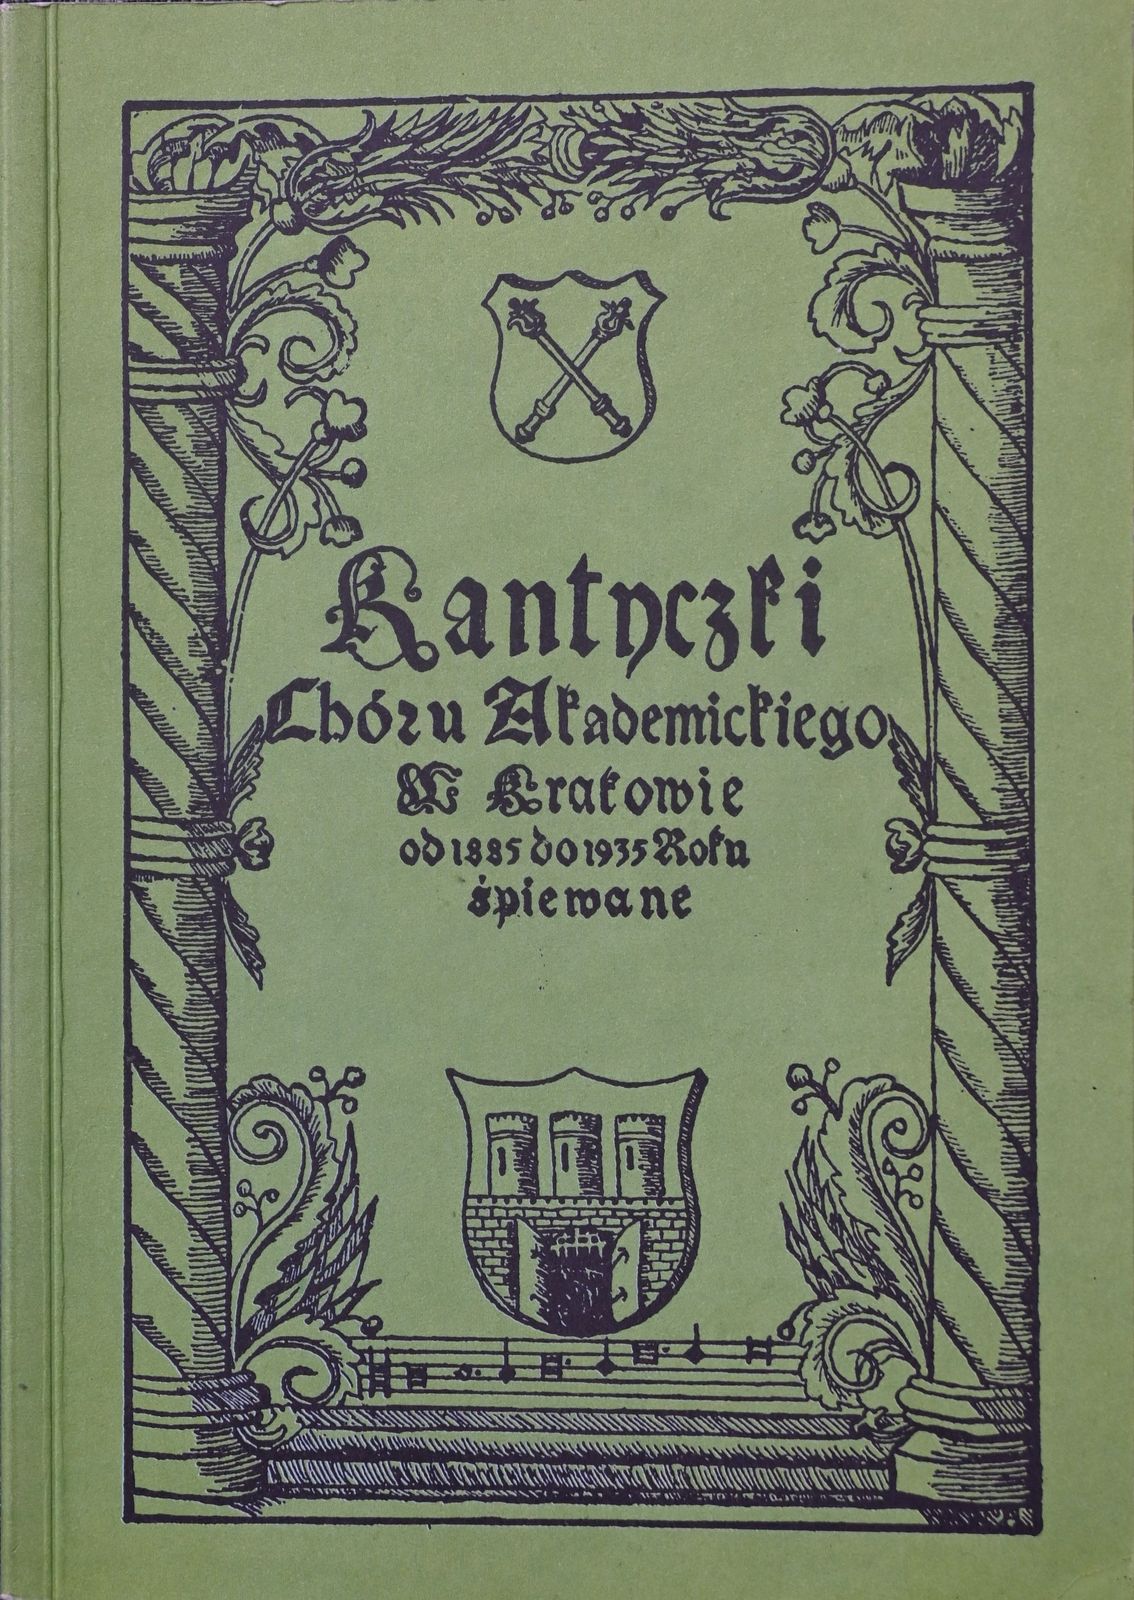 Kantyczki
Chóru Akademickiego
W Krakowie
od 1885 do 1935 Roku
śpiewane